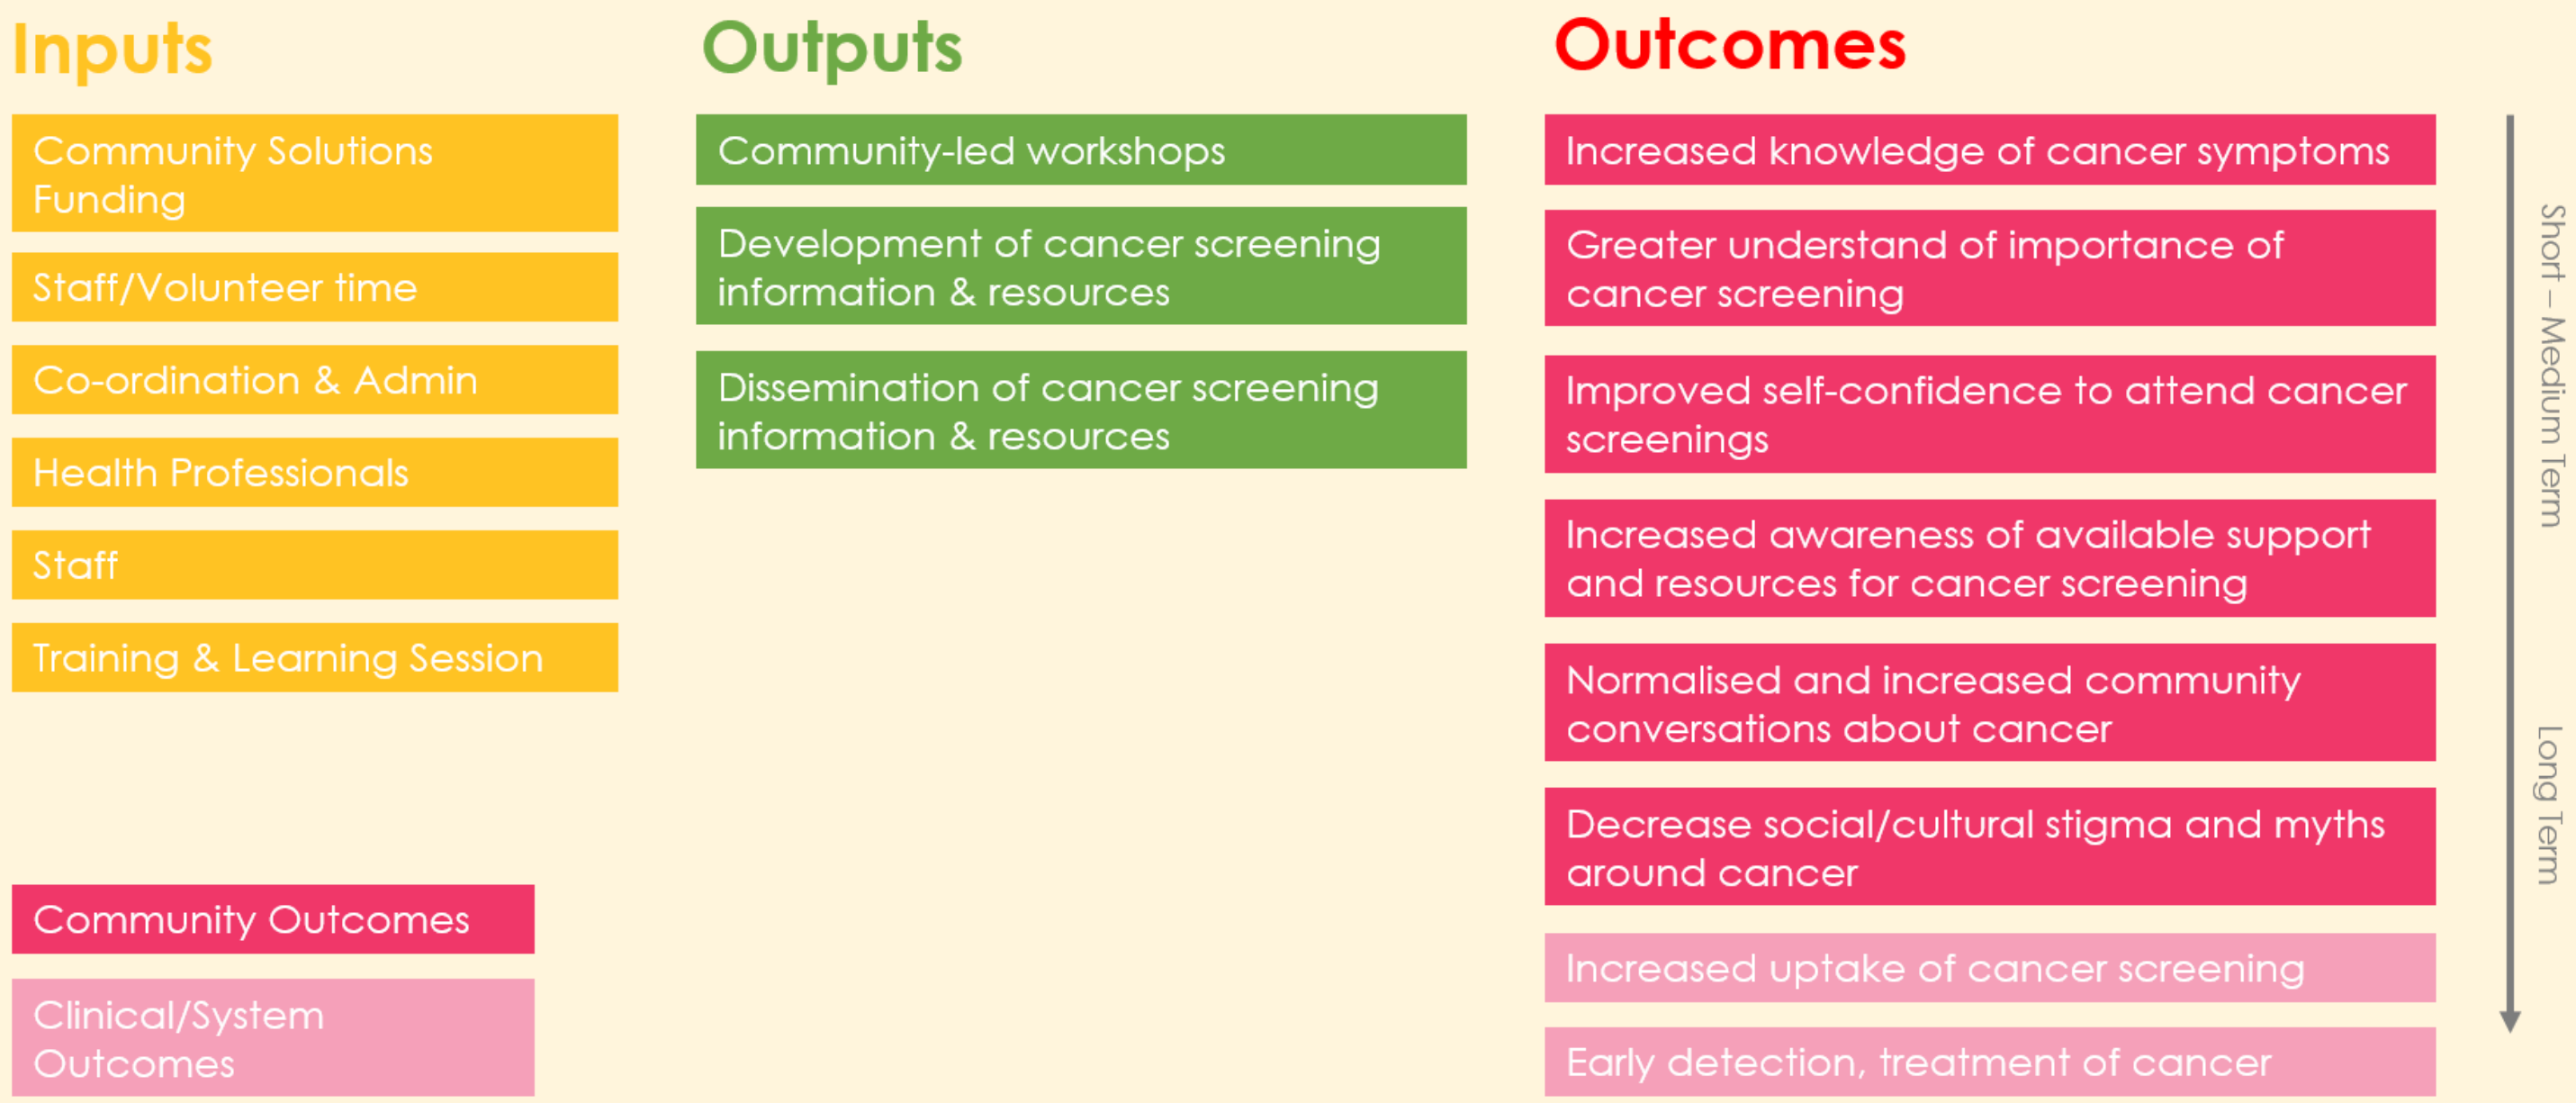 Inputs
Community Solutions
Funding
Staff/Volunteer time
Co-ordination & Admin
Health Professionals
Staff
Training & Learning Session
Community Outcomes
Clinical/System
Outcomes
Outputs
Community-led workshops
Development of cancer screening
information & resources
Dissemination of cancer screening
information & resources
Outcomes
Increased knowledge of cancer symptoms
Greater understand of importance of
cancer screening
Improved self-confidence to attend cancer
screenings
Increased awareness of available support
and resources for cancer screening
Normalised and increased community
conversations about cancer
Decrease social/cultural stigma and myths
around cancer
Increased uptake of cancer screening
Early detection, treatment of cancer
Short – Medium Term
Long Term